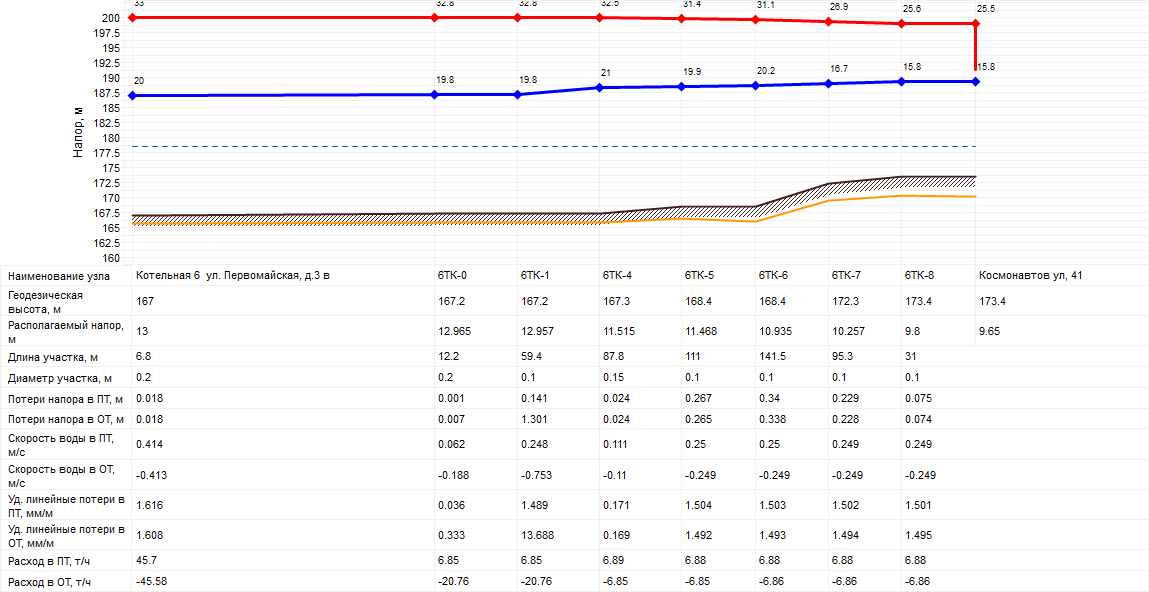 33 32.8 32.8 32.5 31.4 31.1 26.9 25.6 25.5
200
197.5
195
192.5
190
187.5
185
182.5
180
177.5
175
172.5
170
167.5
165
162.5
160
Напор, м
20 19.8 19.8 21 19.9 20.2 16.7 15.8 15.8
Наименование узла Котельная 6 ул. Первомайская, д.3 в 6ТК-0 6ТК-1 6ТК-4 6ТК-5 6ТК-6 6ТК-7 6ТК-8 Космонавтов ул, 41
Геодезическая
высота, м 167 167.2 167.2 167.3 168.4 168.4 172.3 173.4 173.4
Располагаемый напор,
м 13 12.965 12.957 11.515 11.468 10.935 10.257 9.8 9.65
Длина участка, м 6.8 12.2 59.4 87.8 111 141.5 95.3 31
Диаметр участка, м 0.2 0.2 0.1 0.15 0.1 0.1 0.1 0.1
Потери напора в ПТ, м 0.018 0.001 0.141 0.024 0.267 0.34 0.229 0.075
Потери напора в ОТ, м 0.018 0.007 1.301 0.024 0.265 0.338 0.228 0.074
Скорость воды в ПТ,
м/с 0.414 0.062 0.248 0.111 0.25 0.25 0.249 0.249
Скорость воды в ОТ,
м/с -0.413 -0.188 -0.753 -0.11 -0.249 -0.249 -0.249 -0.249
Уд. линейные потери в
ПТ, мм/м 1.616 0.036 1.489 0.171 1.504 1.503 1.502 1.501
Уд. линейные потери в
ОТ, мм/м 1.608 0.333 13.688 0.169 1.492 1.493 1.494 1.495
Расход в ПТ, т/ч 45.7 6.85 6.85 6.89 6.88 6.88 6.88 6.88
Расход в ОТ, т/ч -45.58 -20.76 -20.76 -6.85 -6.85 -6.86 -6.86 -6.86